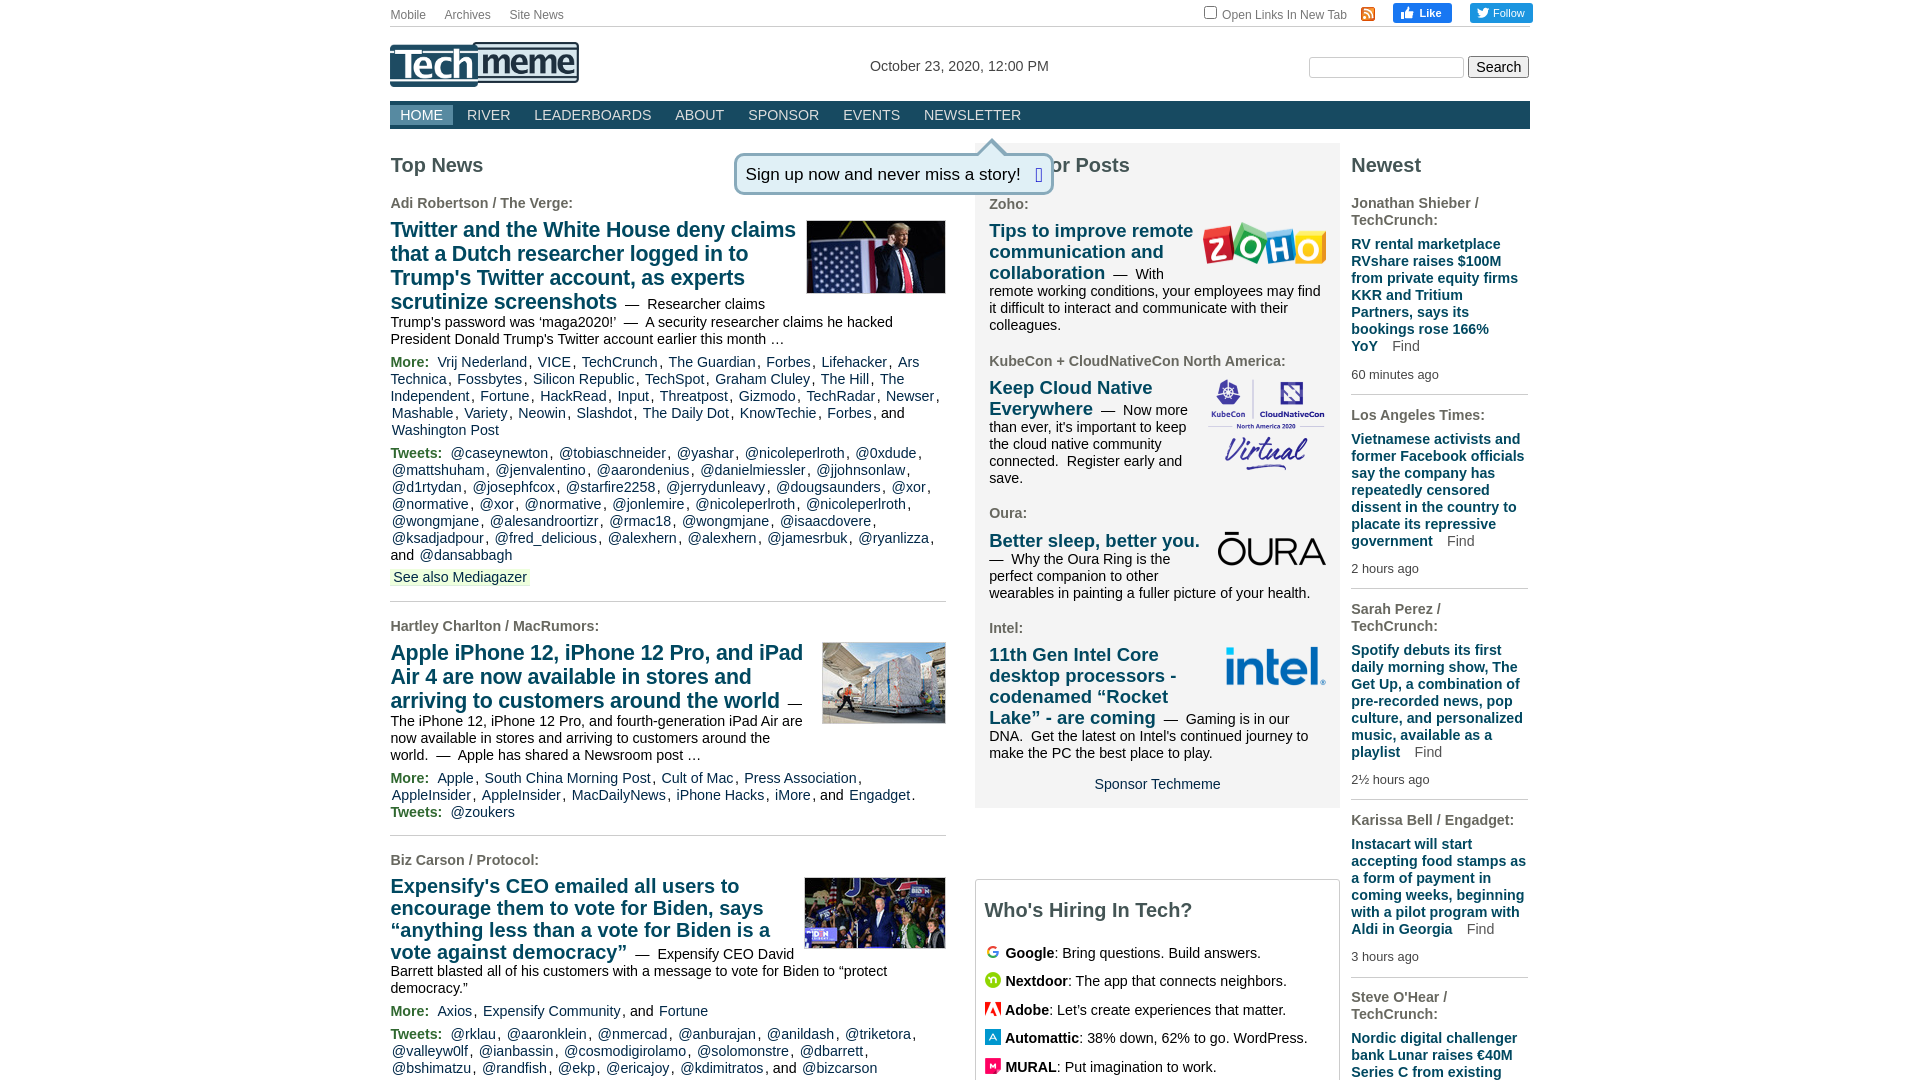 Mobile Archives Site News
Open Links In New Tab
Like
Follow
Techmeme
October 23, 2020, 12:00 PM
Search
HOME RIVER LEADERBOARDS ABOUT SPONSOR EVENTS NEWSLETTER
Sign up now and never miss a story!
Top News
Adi Robertson / The Verge:
Twitter and the White House deny claims
that a Dutch researcher logged in to
Trump's Twitter account, as experts
scrutinize screenshots — Researcher claims
Trump's password was ‘maga2020!’ — A security researcher claims he hacked
President Donald Trump's Twitter account earlier this month …
More: Vrij Nederland, VICE, TechCrunch, The Guardian, Forbes, Lifehacker, Ars
Technica, Fossbytes, Silicon Republic, TechSpot, Graham Cluley, The Hill, The
Independent, Fortune, HackRead, Input, Threatpost, Gizmodo, TechRadar, Newser,
Mashable, Variety, Neowin, Slashdot, The Daily Dot, KnowTechie, Forbes, and
Washington Post
Tweets: @caseynewton, @tobiaschneider, @yashar, @nicoleperlroth, @0xdude,
@mattshuham, @jenvalentino, @aarondenius, @danielmiessler, @jjohnsonlaw,
@d1rtydan, @josephfcox, @starfire2258, @jerrydunleavy, @dougsaunders, @xor,
@normative, @xor, @normative, @jonlemire, @nicoleperlroth, @nicoleperlroth,
@wongmjane, @alesandroortizr, @rmac18, @wongmjane, @isaacdovere,
@ksadjadpour, @fred_delicious, @alexhern, @alexhern, @jamesrbuk, @ryanlizza,
and @dansabbagh
See also Mediagazer
Hartley Charlton / MacRumors:
Apple iPhone 12, iPhone 12 Pro, and iPad
Air 4 are now available in stores and
arriving to customers around the world —
The iPhone 12, iPhone 12 Pro, and fourth-generation iPad Air are
now available in stores and arriving to customers around the
world. — Apple has shared a Newsroom post …
More: Apple, South China Morning Post, Cult of Mac, Press Association,
AppleInsider, AppleInsider, MacDailyNews, iPhone Hacks, iMore, and Engadget.
Tweets: @zoukers
Biz Carson / Protocol:
Expensify's CEO emailed all users to
encourage them to vote for Biden, says
“anything less than a vote for Biden is a
vote against democracy” — Expensify CEO David
Barrett blasted all of his customers with a message to vote for Biden to “protect
democracy.”
More: Axios, Expensify Community, and Fortune
Tweets: @rklau, @aaronklein, @nmercad, @anburajan, @anildash, @triketora,
@valleyw0lf, @ianbassin, @cosmodigirolamo, @solomonstre, @dbarrett,
@bshimatzu, @randfish, @ekp, @ericajoy, @kdimitratos, and @bizcarson
or Posts
Zoho:
ZOHO
Tips to improve remote
communication and
collaboration — With
remote working conditions, your employees may find
it difficult to interact and communicate with their
colleagues.
KubeCon + CloudNativeCon North America:
KubeCon CloudNativeCon
North America 2020
Virtual
Keep Cloud Native
Everywhere — Now more
than ever, it's important to keep
the cloud native community
connected. Register early and
save.
Oura:
ŌURA
Better sleep, better you.
— Why the Oura Ring is the
perfect companion to other
wearables in painting a fuller picture of your health.
Intel:
intel.
11th Gen Intel Core
desktop processors -
codenamed “Rocket
Lake” - are coming — Gaming is in our
DNA. Get the latest on Intel's continued journey to
make the PC the best place to play.
Sponsor Techmeme
Who's Hiring In Tech?
Google: Bring questions. Build answers.
Nextdoor: The app that connects neighbors.
Adobe: Let’s create experiences that matter.
Automattic: 38% down, 62% to go. WordPress.
MURAL: Put imagination to work.
Newest
Jonathan Shieber /
TechCrunch:
RV rental marketplace
RVshare raises $100M
from private equity firms
KKR and Tritium
Partners, says its
bookings rose 166%
YoY Find
60 minutes ago
Los Angeles Times:
Vietnamese activists and
former Facebook officials
say the company has
repeatedly censored
dissent in the country to
placate its repressive
government Find
2 hours ago
Sarah Perez /
TechCrunch:
Spotify debuts its first
daily morning show, The
Get Up, a combination of
pre-recorded news, pop
culture, and personalized
music, available as a
playlist Find
2½ hours ago
Karissa Bell / Engadget:
Instacart will start
accepting food stamps as
a form of payment in
coming weeks, beginning
with a pilot program with
Aldi in Georgia Find
3 hours ago
Steve O'Hear /
TechCrunch:
Nordic digital challenger
bank Lunar raises €40M
Series C from existing